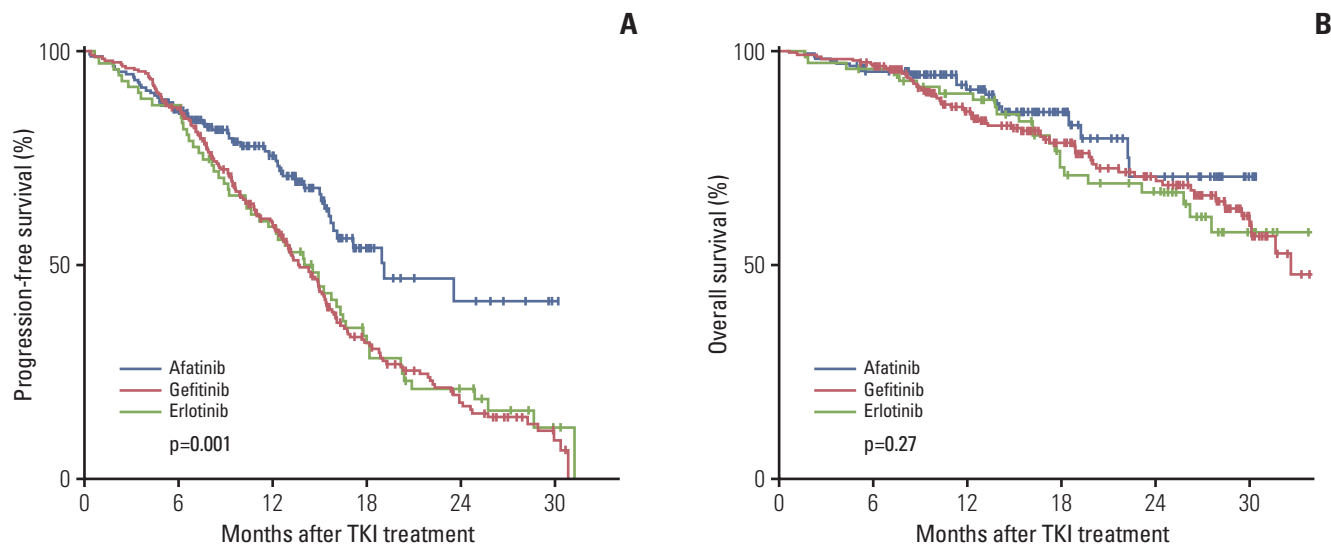 A
Progression-free survival (%)
100
50
0
Afatinib
Gefitinib
Erlotinib
p=0.001
0 6 12 18 24 30
Months after TKI treatment
B
Overall survival (%)
100
50
0
Afatinib
Gefitinib
Erlotinib
p=0.27
0 6 12 18 24 30
Months after TKI treatment